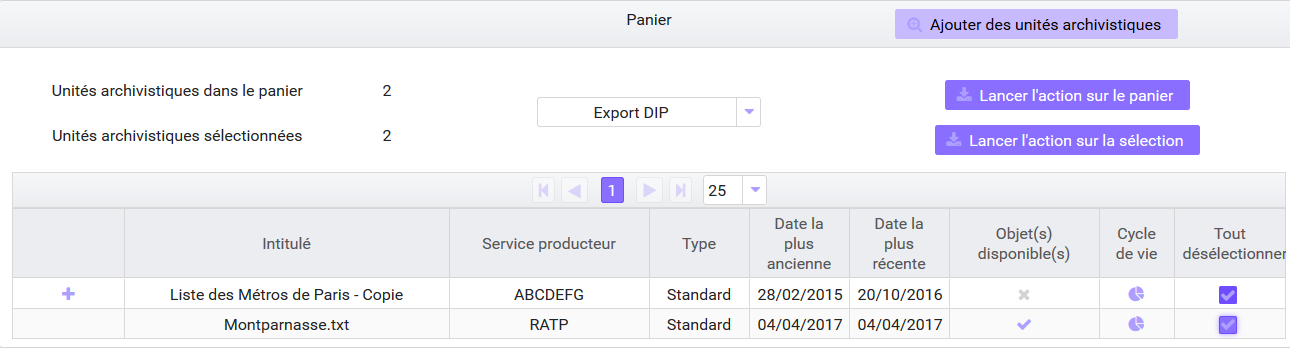 Panier
Ajouter des unités archivistiques
Unités archivistiques dans le panier 2
Export DIP
Lancer l'action sur le panier
Unités archivistiques sélectionnées 2
Lancer l'action sur la sélection
1 25
Intitulé Service producteur Type Date la plus ancienne Date la plus récente Objet(s) disponible(s) Cycle de vie Tout désélectionner
Liste des Métros de Paris - Copie ABCDEFG Standard 28/02/2015 20/10/2016
Montparnasse.txt RATP Standard 04/04/2017 04/04/2017